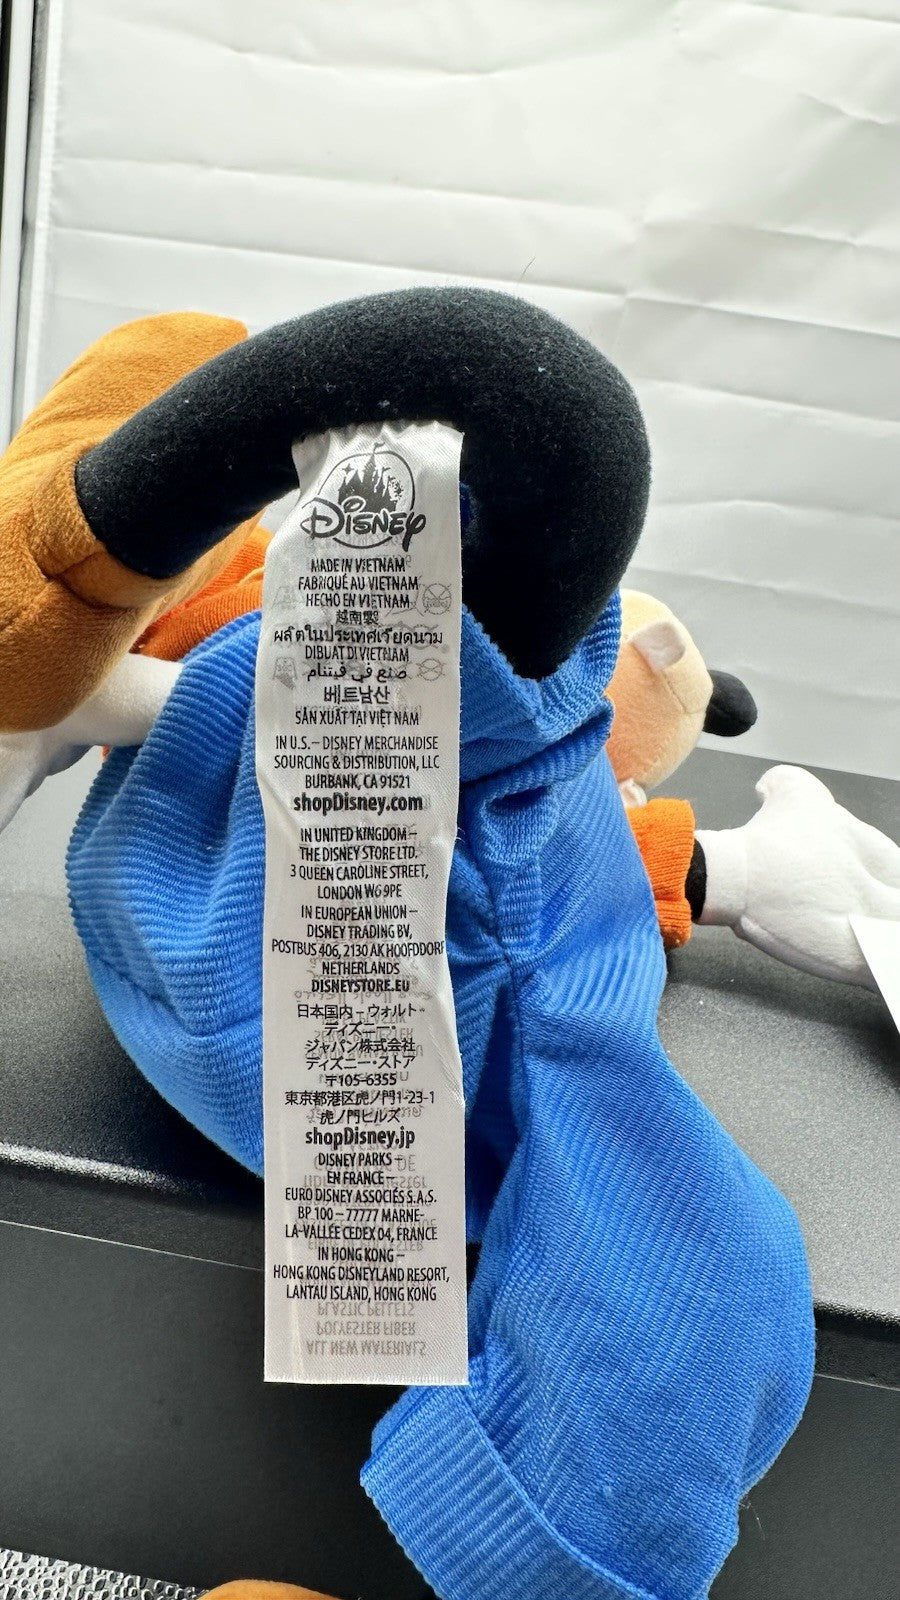 Disney
MADE IN VIETNAM
FABRIQUÉ AU VIETNAM
HECHO EN VIETNAM
越南製
ผลิตในประเทศเวียดนาม
DIBUAT DI VIETNAM
صنع في فيتنام
베트남산
SẢN XUẤT TẠI VIỆT NAM
IN U.S. – DISNEY MERCHANDISE
SOURCING & DISTRIBUTION, LLC
BURBANK, CA 91521
shopDisney.com
IN UNITED KINGDOM –
THE DISNEY STORE LTD.
3 QUEEN CAROLINE STREET,
LONDON W6 9PE
IN EUROPEAN UNION –
DISNEY TRADING BV,
POSTBUS 406, 2130 AK HOOFDDORF
NETHERLANDS
DISNEYSTORE.EU
日本国内 – ウォルト・
ディズニー・
ジャパン株式会社
ディズニー・ストア
〒105-6355
東京都港区虎ノ門1-23-1
虎ノ門ヒルズ
shopDisney.jp
DISNEY PARKS –
EN FRANCE –
EURO DISNEY ASSOCIÉS S.A.S.
BP 100 – 77777 MARNE-
LA-VALLÉE CEDEX 04, FRANCE
IN HONG KONG –
HONG KONG DISNEYLAND RESORT,
LANTAU ISLAND, HONG KONG
PLASTIC PELLETS
POLYESTER FIBER
ALL NEW MATERIALS